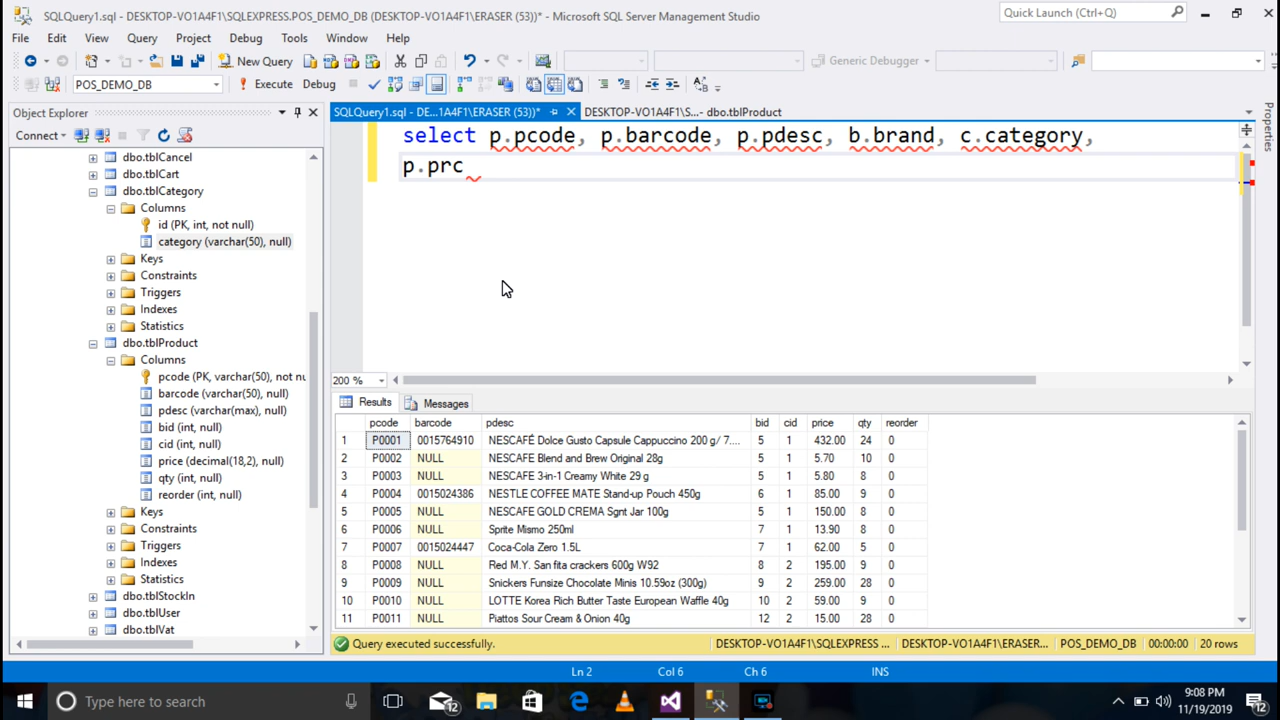 SQLQuery1.sql - DESKTOP-VO1A4F1\SQLEXPRESS.POS_DEMO_DB (DESKTOP-VO1A4F1\ERASER (53))* - Microsoft SQL Server Management Studio
Quick Launch (Ctrl+Q)
File Edit View Query Project Debug Tools Window Help
New Query
Generic Debugger
POS_DEMO_DB
Execute Debug
Object Explorer
SQLQuery1.sql - DE...1A4F1\ERASER (53))*
DESKTOP-VO1A4F1\S... - dbo.tblProduct
Properties
Connect
dbo.tblCancel
dbo.tblCart
dbo.tblCategory
Columns
id (PK, int, not null)
category (varchar(50), null)
Keys
Constraints
Triggers
Indexes
Statistics
dbo.tblProduct
Columns
pcode (PK, varchar(50), not nu
barcode (varchar(50), null)
pdesc (varchar(max), null)
bid (int, null)
cid (int, null)
price (decimal(18,2), null)
qty (int, null)
reorder (int, null)
Keys
Constraints
Triggers
Indexes
Statistics
dbo.tblStockIn
dbo.tblUser
dbo.tblVat
select p.pcode, p.barcode, p.pdesc, b.brand, c.category,
p.prc
200 %
Results Messages
pcode barcode pdesc bid cid price qty reorder
1 P0001 0015764910 NESCAFÉ Dolce Gusto Capsule Cappuccino 200 g/ 7.... 5 1 432.00 24 0
2 P0002 NULL NESCAFE Blend and Brew Original 28g 5 1 5.70 10 0
3 P0003 NULL NESCAFE 3-in-1 Creamy White 29 g 5 1 5.80 8 0
4 P0004 0015024386 NESTLE COFFEE MATE Stand-up Pouch 450g 6 1 85.00 9 0
5 P0005 NULL NESCAFE GOLD CREMA Sgnt Jar 100g 5 1 150.00 8 0
6 P0006 NULL Sprite Mismo 250ml 7 1 13.90 8 0
7 P0007 0015024447 Coca-Cola Zero 1.5L 7 1 62.00 5 0
8 P0008 NULL Red M.Y. San fita crackers 600g W92 8 2 195.00 9 0
9 P0009 NULL Snickers Funsize Chocolate Minis 10.59oz (300g) 9 2 259.00 28 0
10 P0010 NULL LOTTE Korea Rich Butter Taste European Waffle 40g 10 2 59.00 9 0
11 P0011 NULL Piattos Sour Cream & Onion 40g 12 2 15.00 28 0
Query executed successfully.
DESKTOP-VO1A4F1\SQLEXPRESS ... DESKTOP-VO1A4F1\ERASER... POS_DEMO_DB 00:00:00 20 rows
Ln 2 Col 6 Ch 6 INS
Type here to search
12
9:08 PM
11/19/2019
12